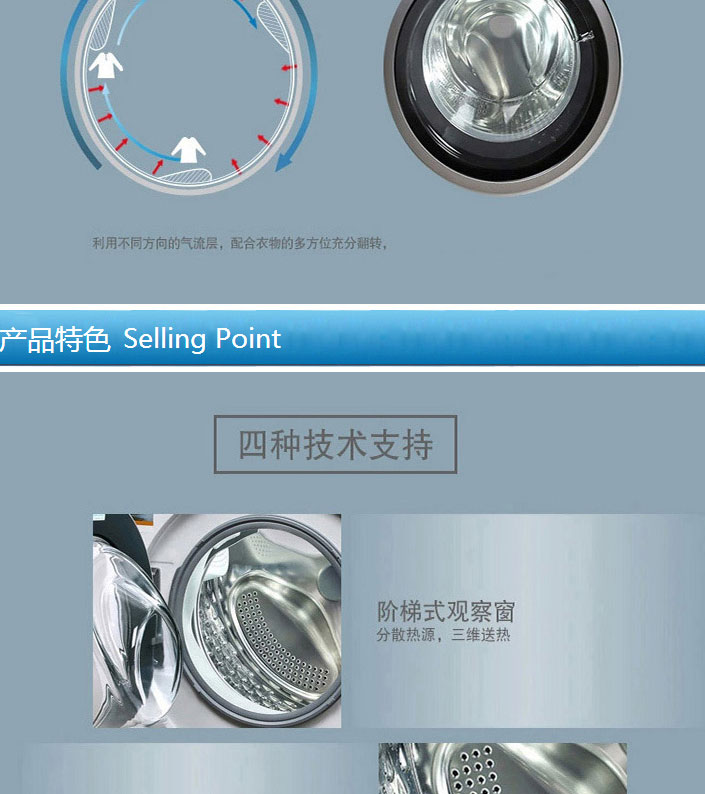 利用不同方向的气流层，配合衣物的多方位充分翻转，
产品特色 Selling Point
四种技术支持
阶梯式观察窗
分散热源，三维送热